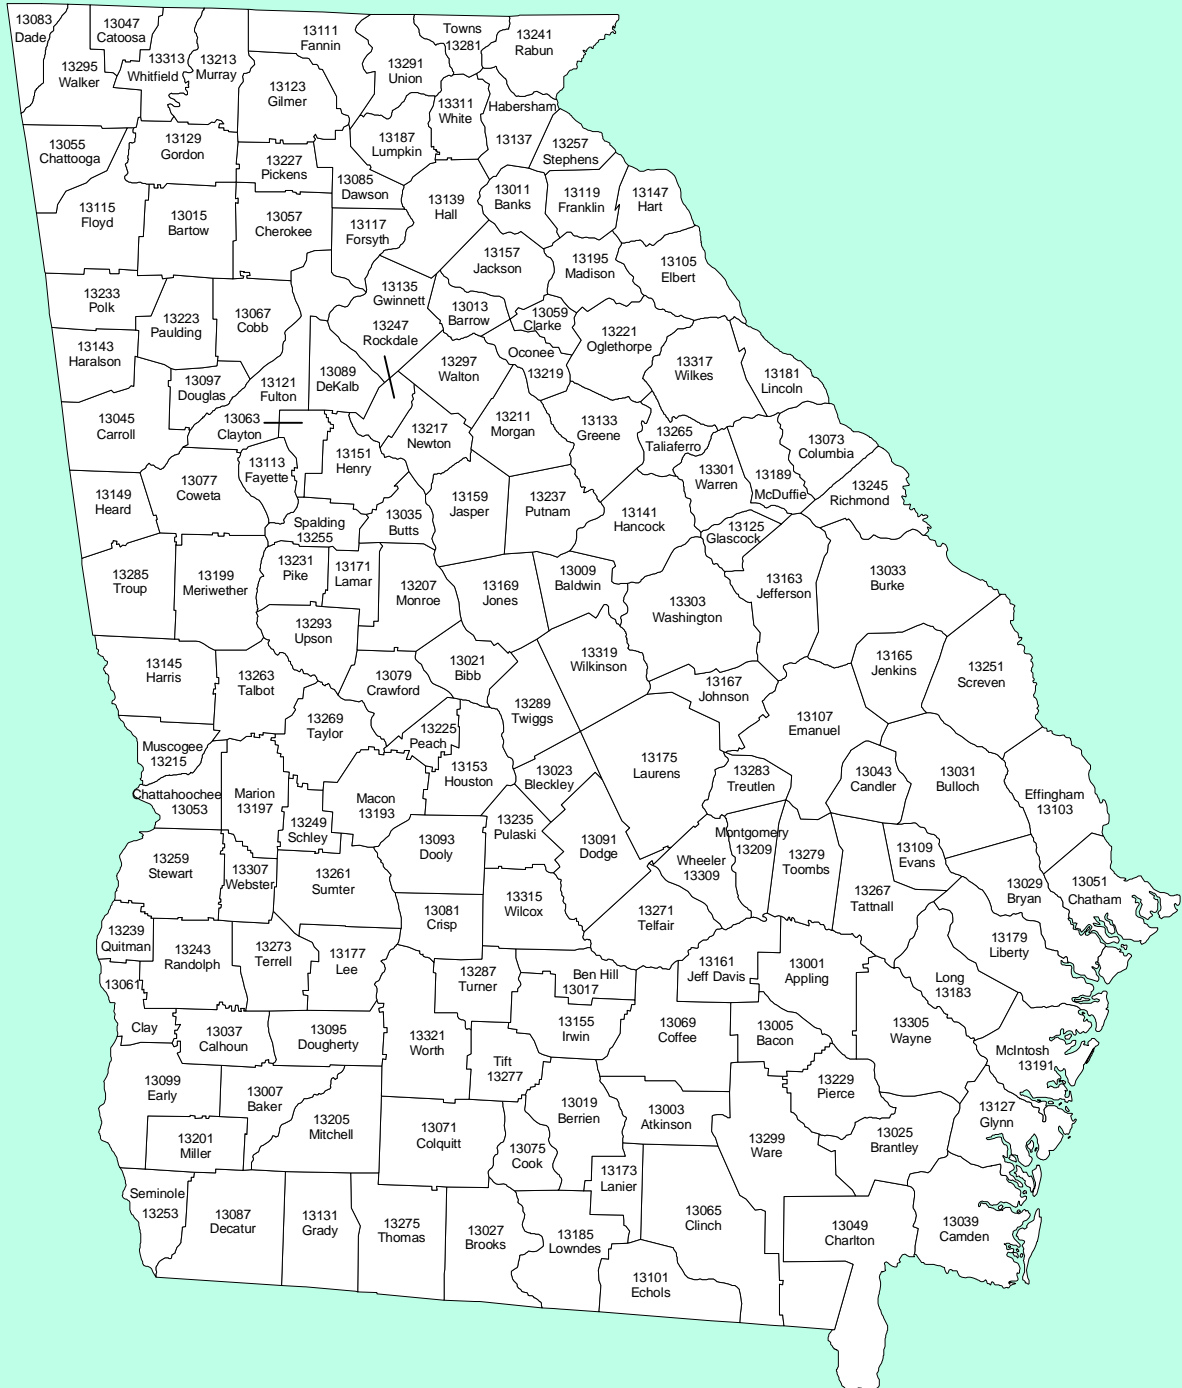 13083
Dade
13047
Catoosa
13111
Fannin
Towns
13281
13241
Rabun
13295
Walker
13313
Whitfield
13213
Murray
13291
Union
13123
Gilmer
13311
White
Habersham
13137
13187
Lumpkin
13257
Stephens
13055
Chattooga
13129
Gordon
13227
Pickens
13085
Dawson
13139
Hall
13011
Banks
13119
Franklin
13147
Hart
13115
Floyd
13015
Bartow
13057
Cherokee
13117
Forsyth
13157
Jackson
13195
Madison
13105
Elbert
13233
Polk
13223
Paulding
13067
Cobb
13135
Gwinnett
13247
Rockdale
13013
Barrow
13059
Clarke
Oconee
13219
13221
Oglethorpe
13143
Haralson
13097
Douglas
13121
Fulton
13089
DeKalb
13297
Walton
13317
Wilkes
13181
Lincoln
13045
Carroll
13063
Clayton
13217
Newton
13211
Morgan
13133
Greene
13265
Taliaferro
13073
Columbia
13113
Fayette
13151
Henry
13301
Warren
13189
McDuffie
13245
Richmond
13149
Heard
13077
Coweta
Spalding
13255
13035
Butts
13159
Jasper
13237
Putnam
13141
Hancock
13125
Glascock
13285
Troup
13199
Meriwether
13231
Pike
13171
Lamar
13207
Monroe
13169
Jones
13009
Baldwin
13303
Washington
13163
Jefferson
13033
Burke
13293
Upson
13145
Harris
13263
Talbot
13079
Crawford
13021
Bibb
13319
Wilkinson
13167
Johnson
13165
Jenkins
13251
Screven
13269
Taylor
13225
Peach
13289
Twiggs
13107
Emanuel
Muscogee
13215
13153
Houston
13023
Bleckley
13175
Laurens
13283
Treutlen
13043
Candler
13031
Bulloch
Effingham
13103
Chattahoochee
13053
Marion
13197
13249
Schley
Macon
13193
13235
Pulaski
13093
Dooly
13091
Dodge
Wheeler
13309
Montgomery
13209
13279
Toombs
13109
Evans
13259
Stewart
13307
Webster
13261
Sumter
13315
Wilcox
13271
Telfair
13267
Tattnall
13029
Bryan
13051
Chatham
13081
Crisp
13239
Quitman
13243
Randolph
13273
Terrell
13177
Lee
13287
Turner
Ben Hill
13017
13161
Jeff Davis
13001
Appling
13179
Liberty
Long
13183
13061
Clay
13037
Calhoun
13095
Dougherty
13321
Worth
13155
Irwin
13069
Coffee
13005
Bacon
13305
Wayne
McIntosh
13191
Tift
13277
13099
Early
13007
Baker
13205
Mitchell
13019
Berrien
13003
Atkinson
13229
Pierce
13127
Glynn
13201
Miller
13071
Colquitt
13075
Cook
13299
Ware
13025
Brantley
13173
Lanier
Seminole
13253
13087
Decatur
13131
Grady
13275
Thomas
13027
Brooks
13185
Lowndes
13065
Clinch
13049
Charlton
13039
Camden
13101
Echols